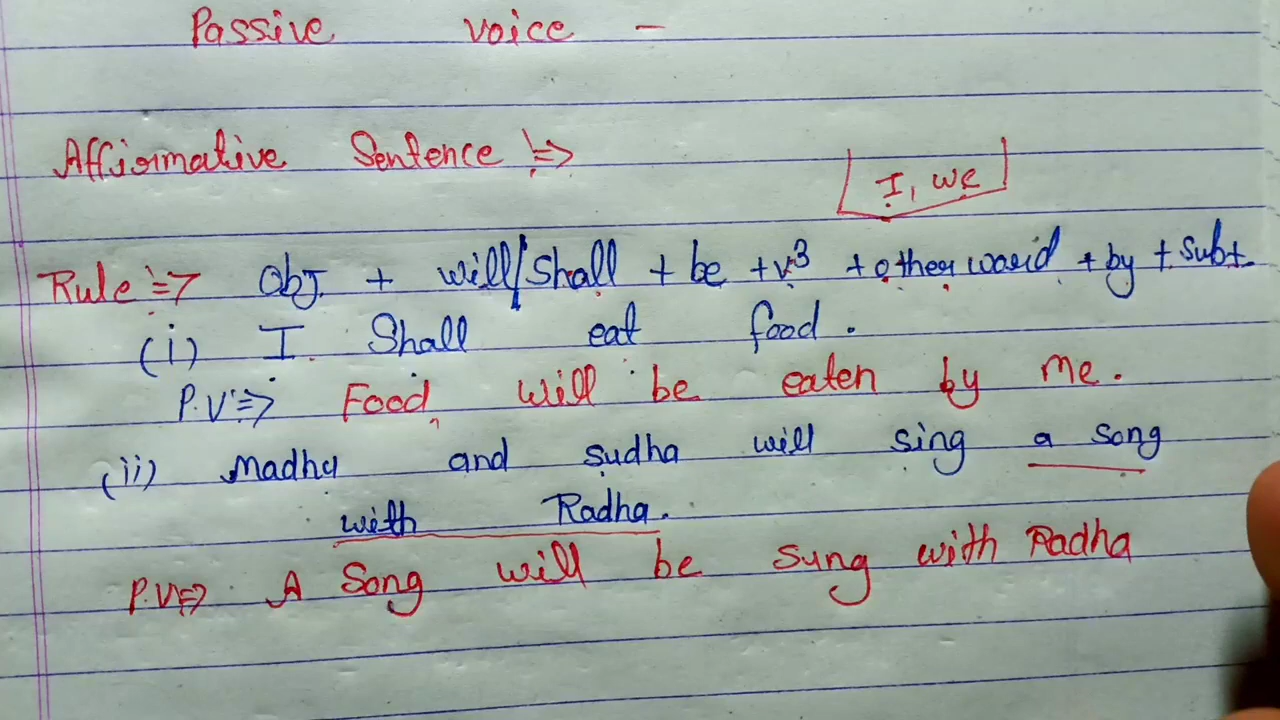 Passive voice —
Affirmative Sentence ⇒
I, we
Rule ⇒ Obj. + will/shall + be + v³ + other word + by + subt.
(i) I Shall eat food.
P.V ⇒ Food will be eaten by me.
(ii) Madhu and sudha will sing a song
with Radha.
P.V ⇒ A Song will be sung with Radha